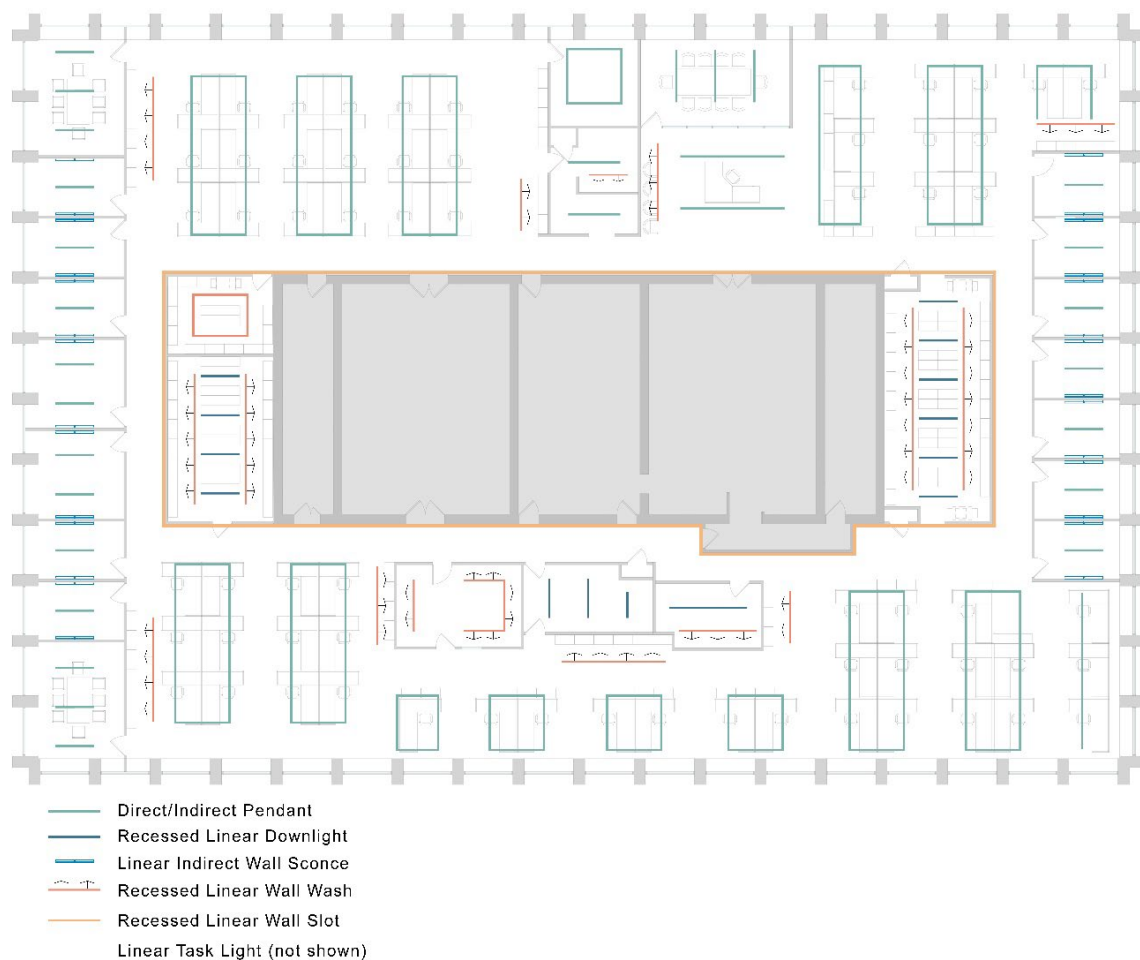 Direct/Indirect Pendant
Recessed Linear Downlight
Linear Indirect Wall Sconce
Recessed Linear Wall Wash
Recessed Linear Wall Slot
Linear Task Light (not shown)